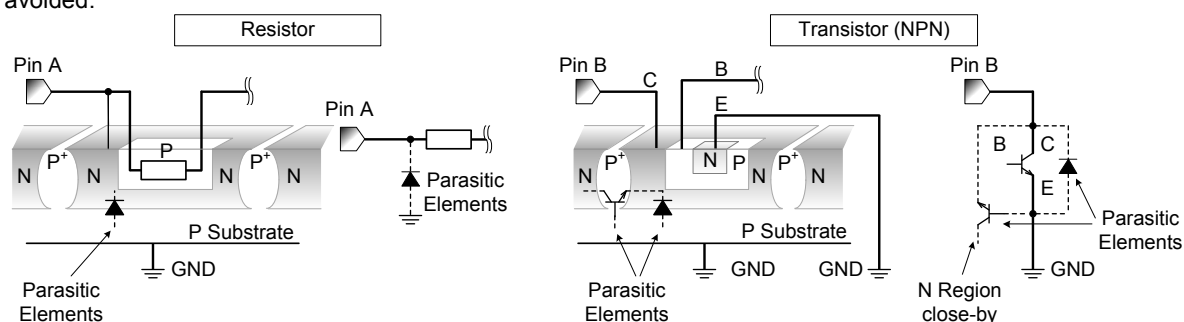 avoided.
Resistor
Transistor (NPN)
Pin A
Pin A
N P+ N P P+ N
Parasitic
Elements
P Substrate
GND
Parasitic
Elements
Pin B
C
B
E
N P+ N N P P+ N
P Substrate
GND
GND
Parasitic
Elements
Pin B
B C
E
Parasitic
Elements
GND
N Region
close-by